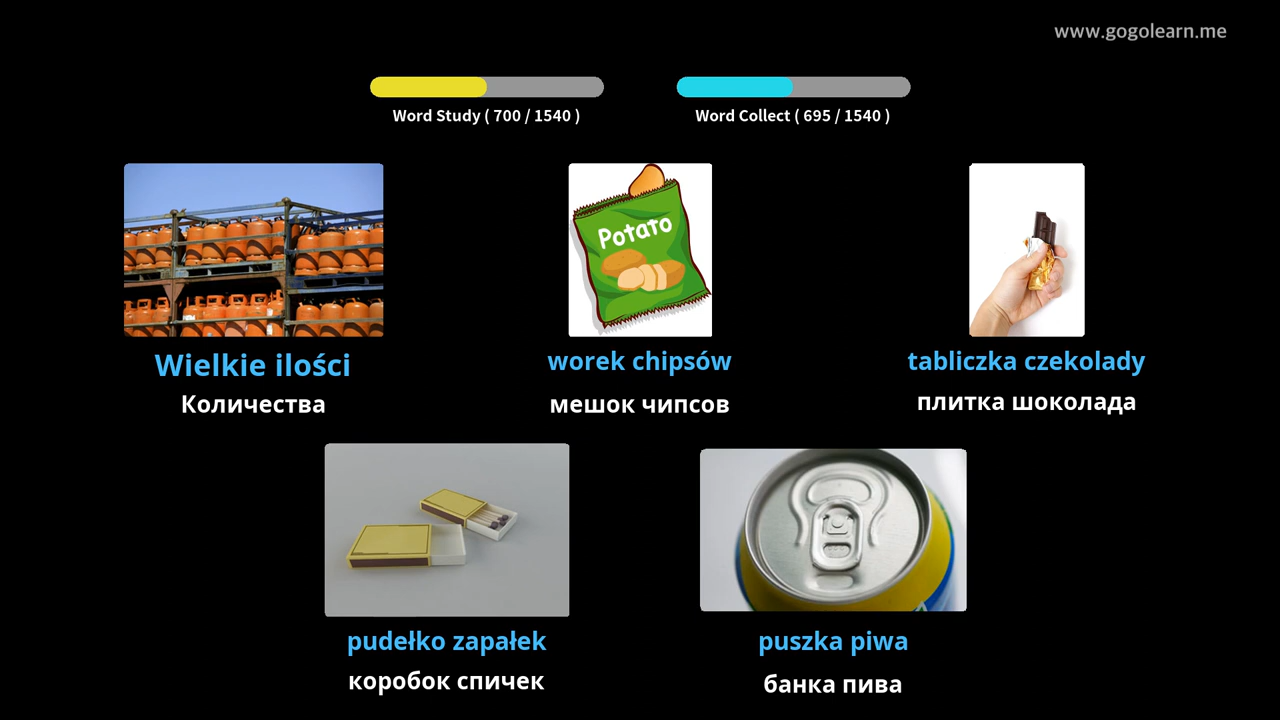 www.gogolearn.me
Word Study ( 700 / 1540 )
Word Collect ( 695 / 1540 )
Potato
Wielkie ilości
Количества
worek chipsów
мешок чипсов
tabliczka czekolady
плитка шоколада
pudełko zapałek
коробок спичек
puszka piwa
банка пива